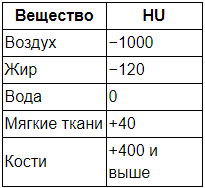 Вещество HU
Воздух −1000
Жир −120
Вода 0
Мягкие ткани +40
Кости +400 и
выше